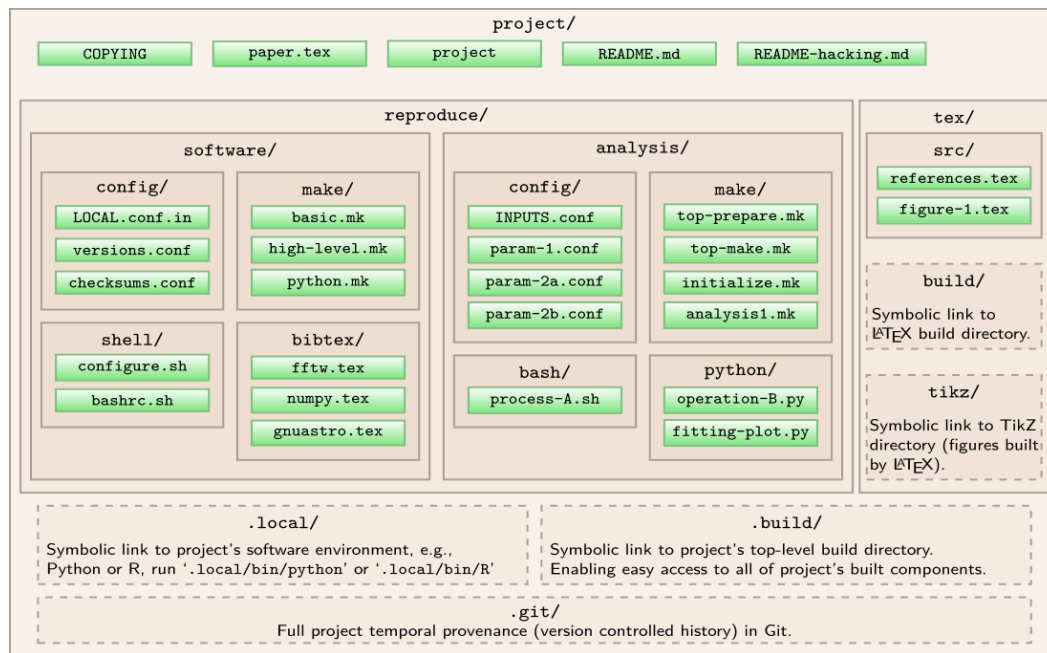 project/
COPYING
paper.tex
project
README.md
README-hacking.md
reproduce/
software/
config/
LOCAL.conf.in
versions.conf
checksums.conf
make/
basic.mk
high-level.mk
python.mk
shell/
configure.sh
bashrc.sh
bibtex/
fftw.tex
numpy.tex
gnuastro.tex
analysis/
config/
INPUTS.conf
param-1.conf
param-2a.conf
param-2b.conf
make/
top-prepare.mk
top-make.mk
initialize.mk
analysis1.mk
bash/
process-A.sh
python/
operation-B.py
fitting-plot.py
tex/
src/
references.tex
figure-1.tex
build/
Symbolic link to
LATEX build directory.
tikz/
Symbolic link to TikZ
directory (figures built
by LATEX).
.local/
Symbolic link to project's software environment, e.g.,
Python or R, run ‘.local/bin/python’ or ‘.local/bin/R’
.build/
Symbolic link to project's top-level build directory.
Enabling easy access to all of project's built components.
.git/
Full project temporal provenance (version controlled history) in Git.